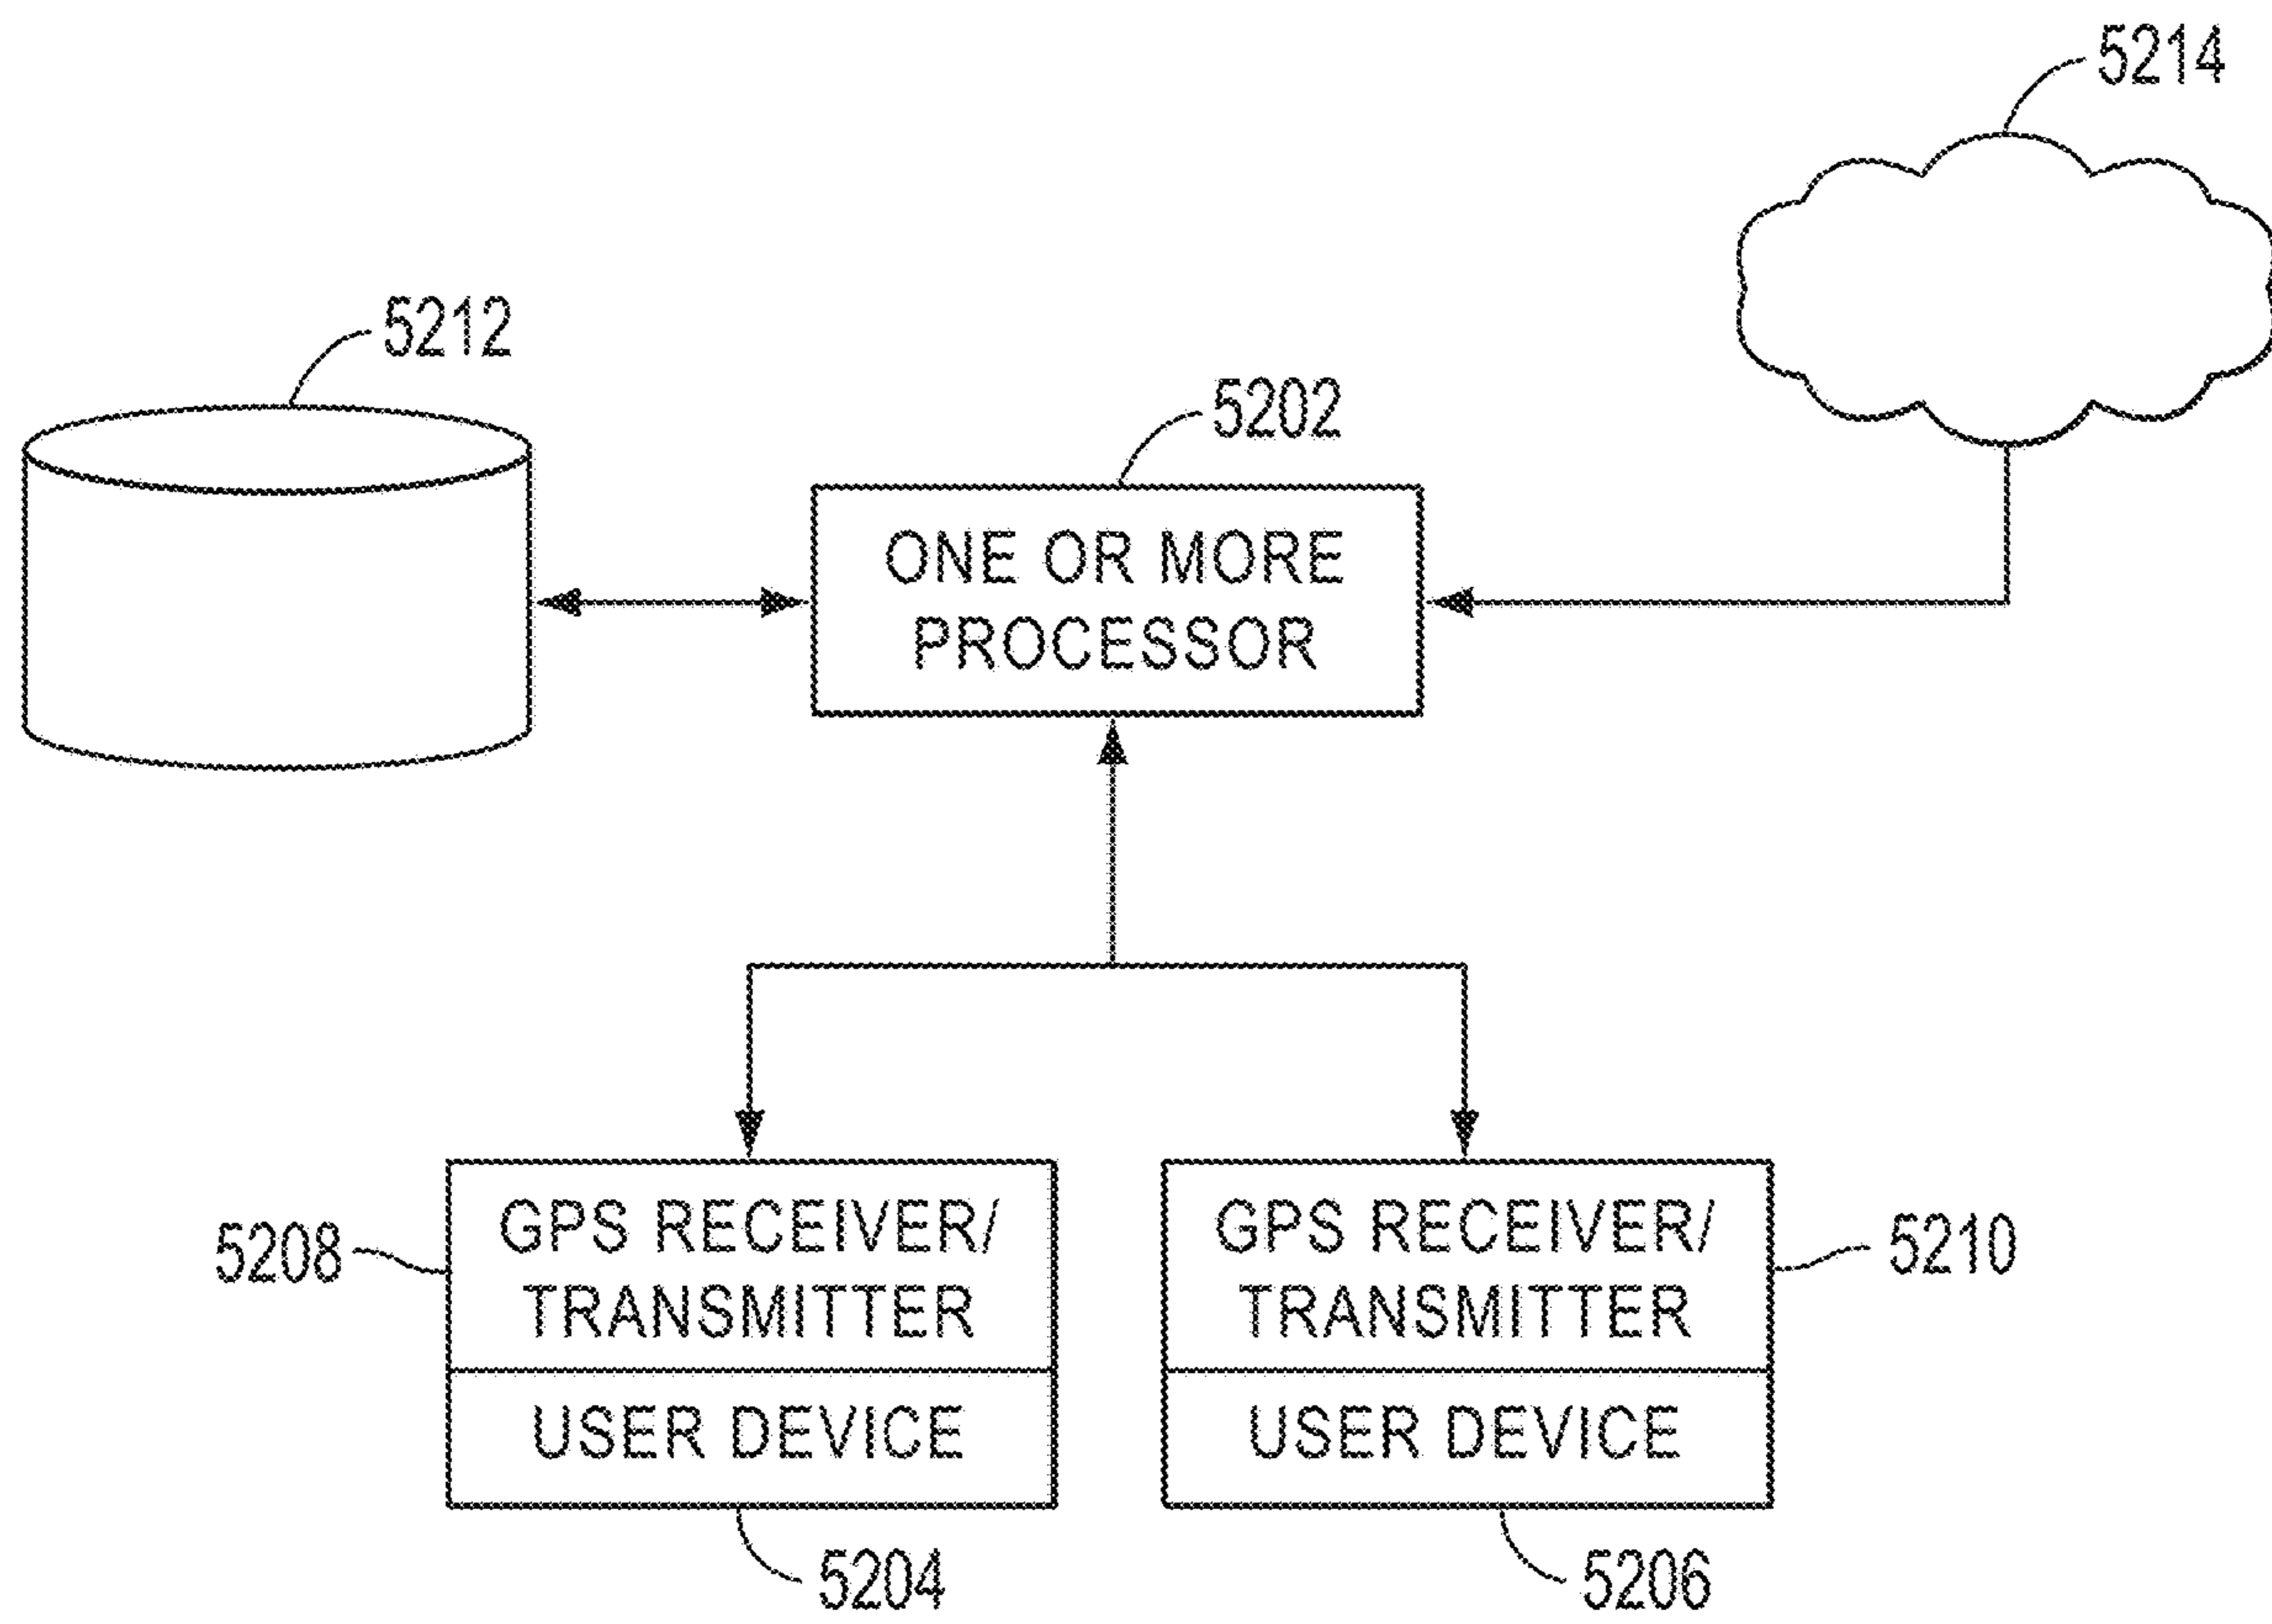 5214
5212
5202
ONE OR MORE
PROCESSOR
5208
GPS RECEIVER/
TRANSMITTER
USER DEVICE
5204
GPS RECEIVER/
TRANSMITTER
USER DEVICE
5210
5206